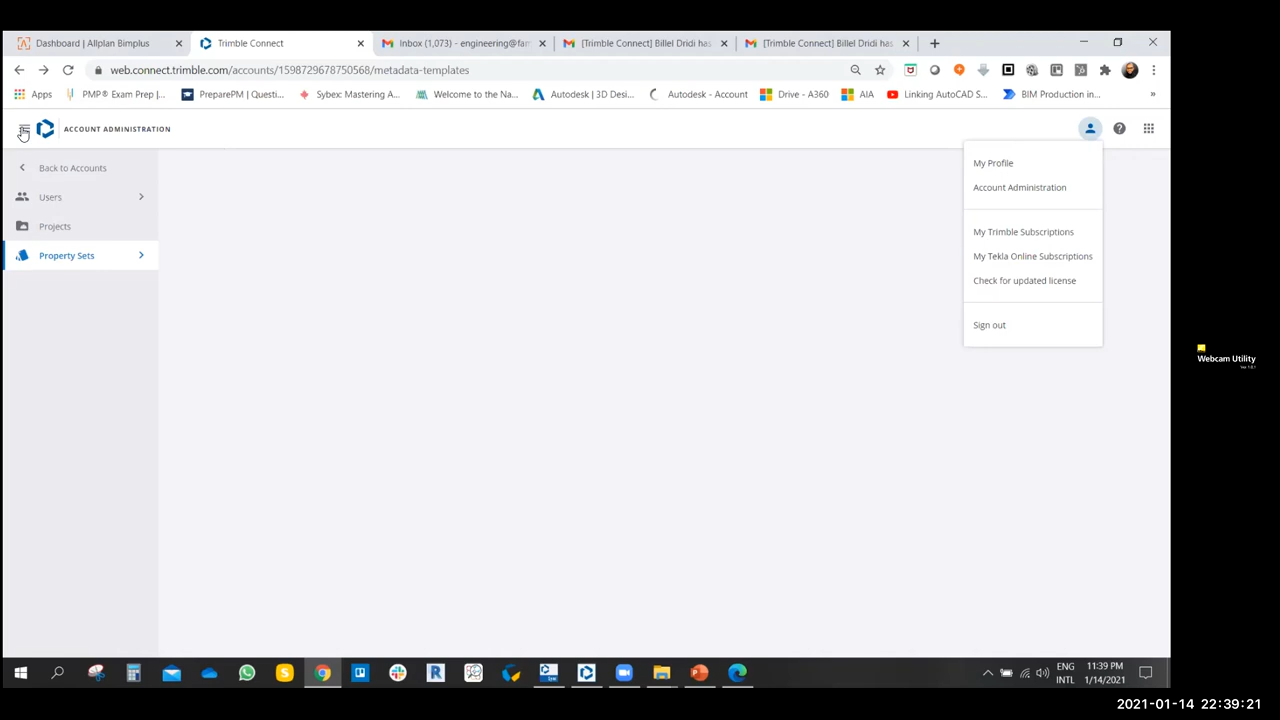 Dashboard | Allplan Bimplus
Trimble Connect
Inbox (1,073) - engineering@fam
[Trimble Connect] Billel Dridi has
[Trimble Connect] Billel Dridi has
web.connect.trimble.com/accounts/1598729678750568/metadata-templates
Apps
PMP® Exam Prep |...
PreparePM | Questi...
Sybex: Mastering A...
Welcome to the Na...
Autodesk | 3D Desi...
Autodesk - Account
Drive - A360
AIA
Linking AutoCAD S...
BIM Production in...
ACCOUNT ADMINISTRATION
Back to Accounts
Users
Projects
Property Sets
My Profile
Account Administration
My Trimble Subscriptions
My Tekla Online Subscriptions
Check for updated license
Sign out
Webcam Utility
ENG
INTL
11:39 PM
1/14/2021
2021-01-14 22:39:21